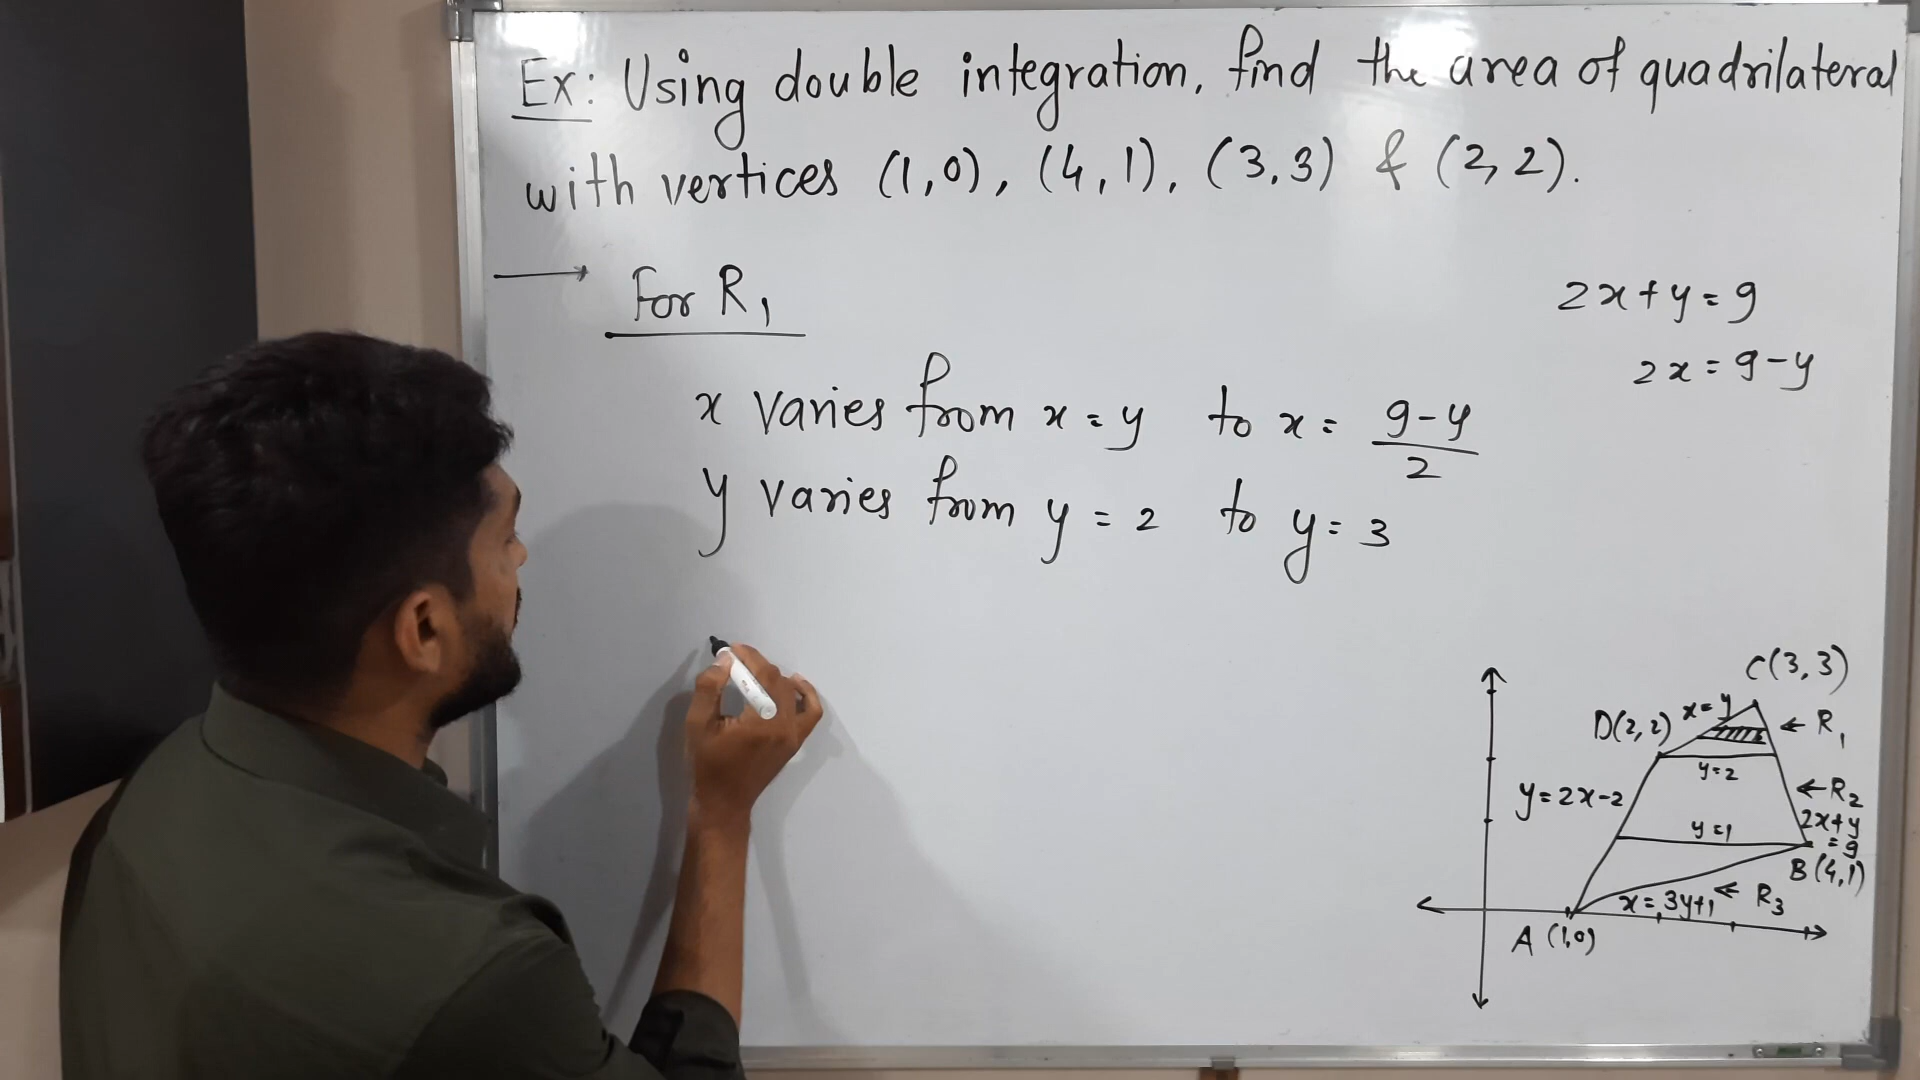 Ex: Using double integration, find the area of quadrilateral
with vertices (1,0), (4,1), (3,3) & (2,2).
→ For R₁
2x+y=9
2x=9-y
x varies from x=y to x= 9-y/2
y varies from y=2 to y=3
C(3,3)
D(2,2) x=y ← R₁
y=2
y=2x-2 ← R₂
2x+y
=9
y=1
B(4,1)
x=3y+1 ← R₃
A(1,0)